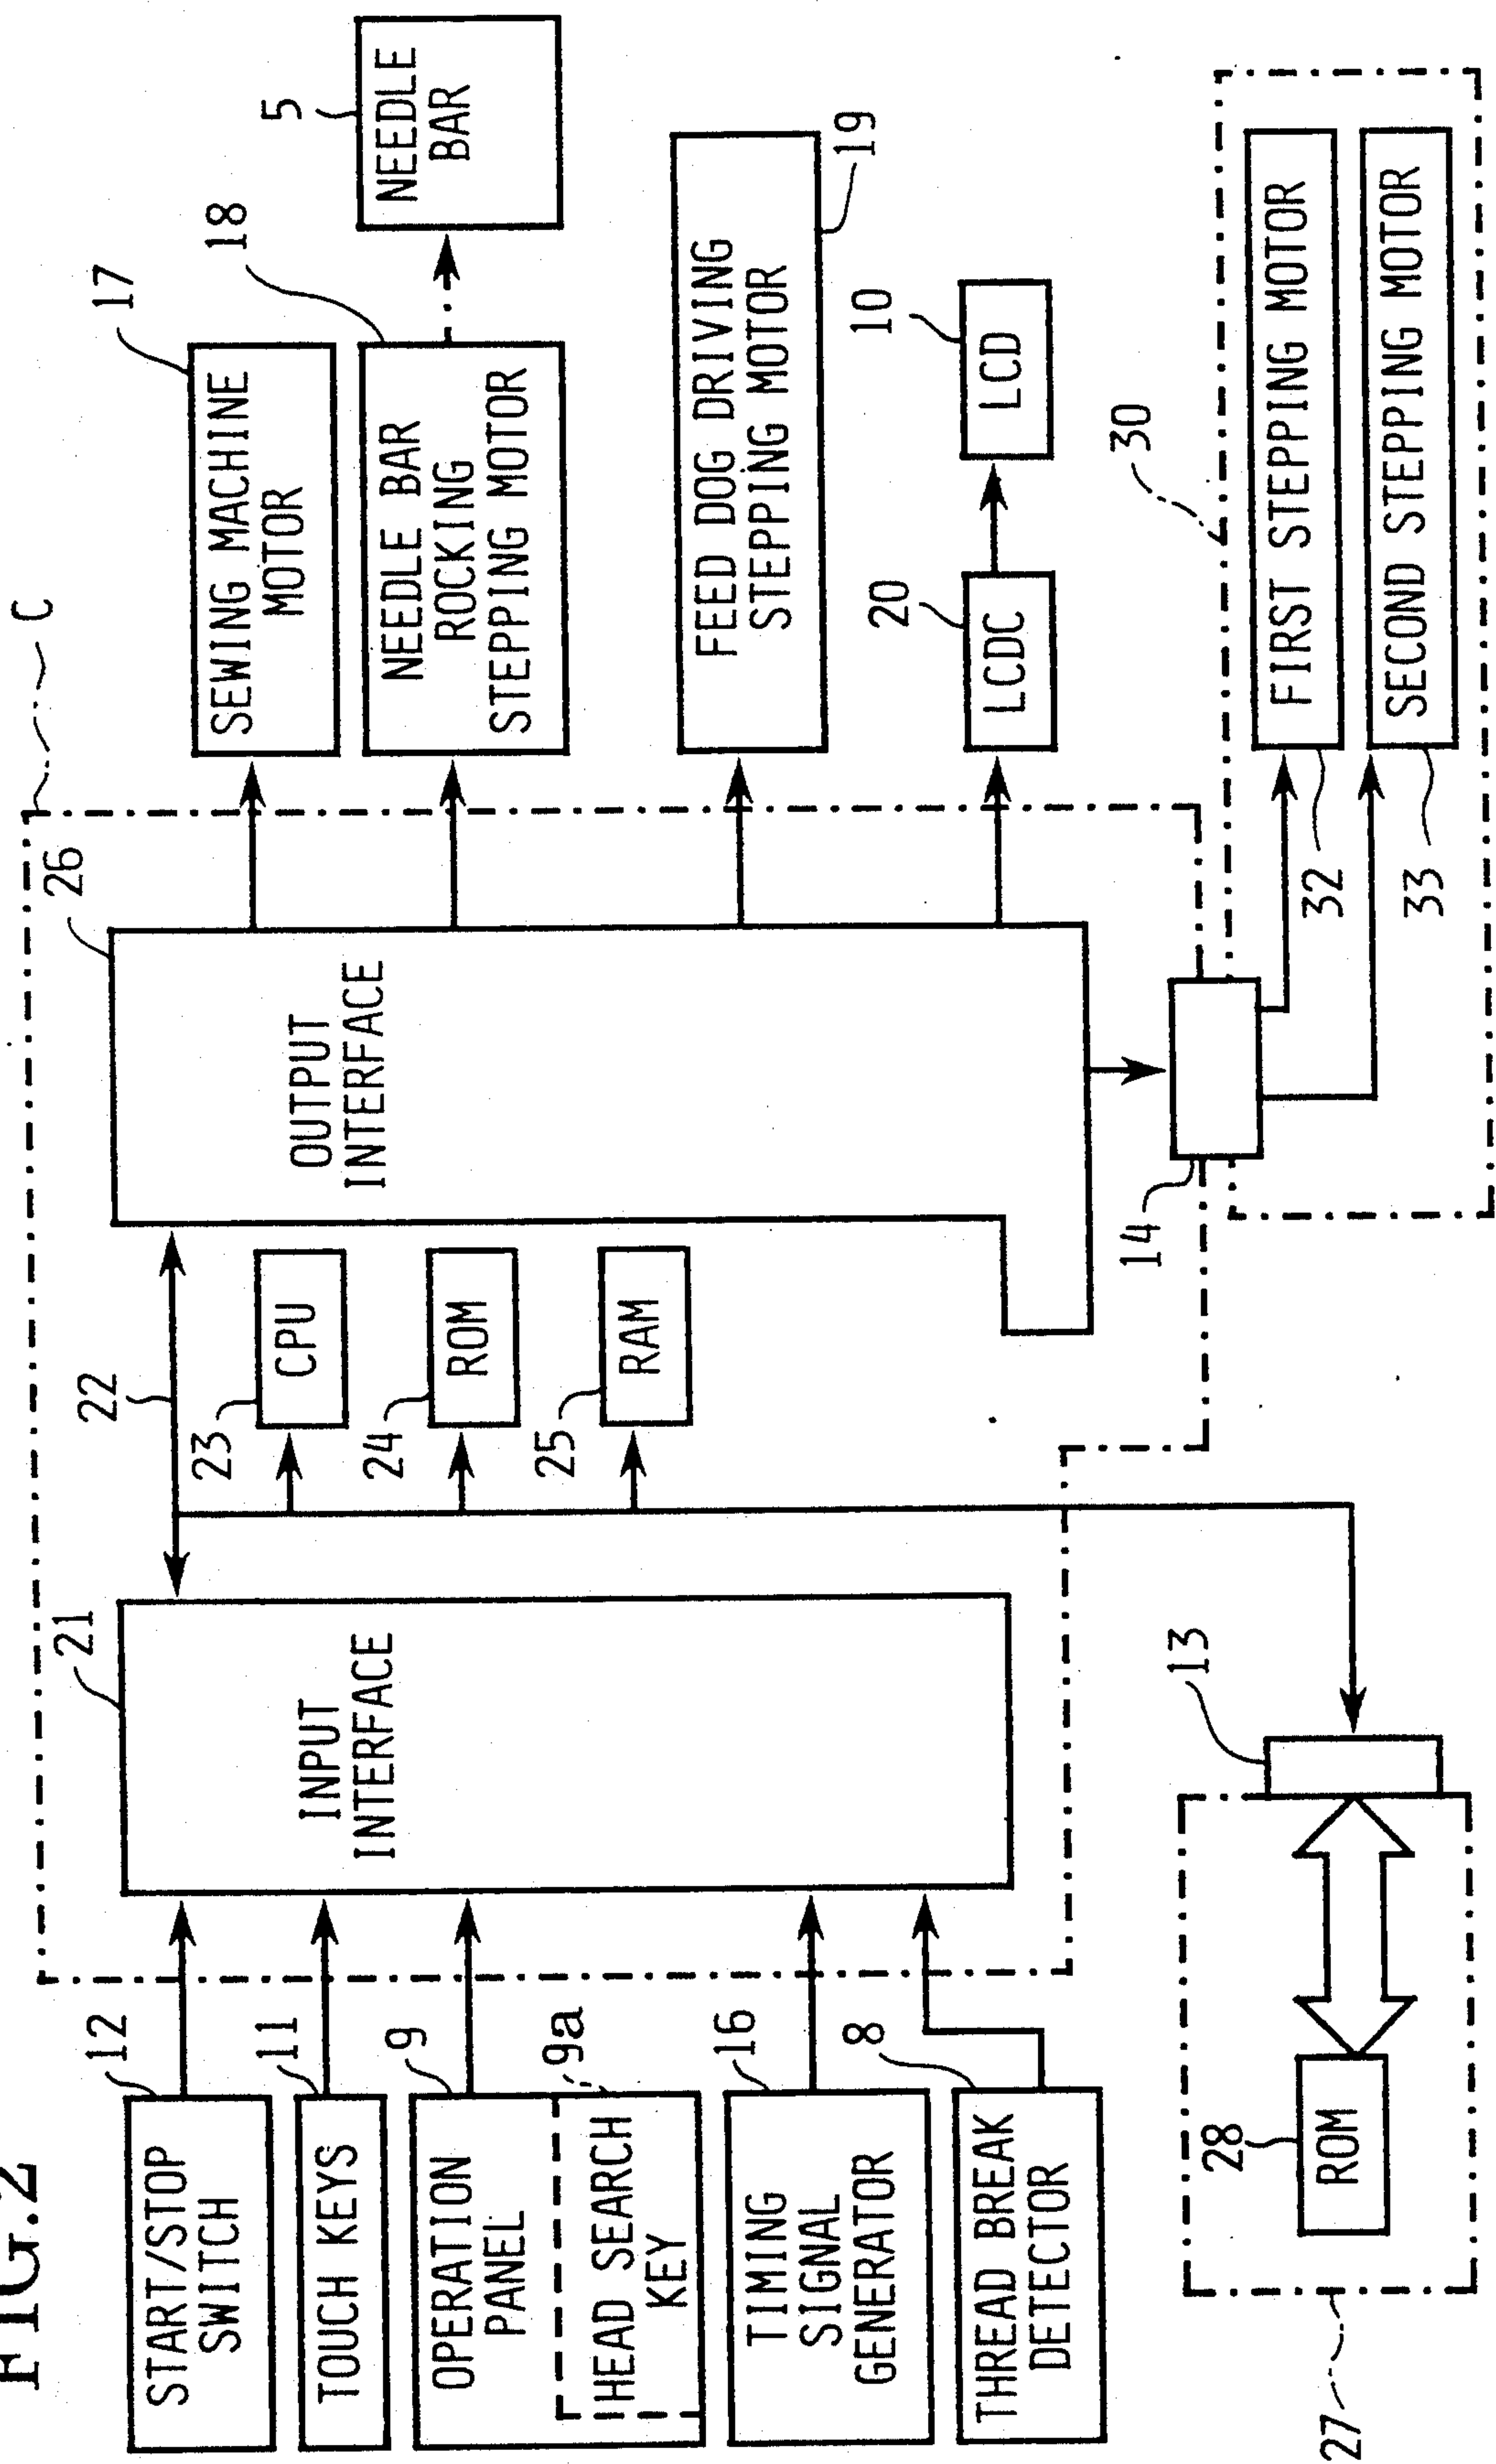 FIG.2
12
START/STOP
SWITCH
11
TOUCH KEYS
9
OPERATION
PANEL
9a
HEAD SEARCH
KEY
16
TIMING
SIGNAL
GENERATOR
8
THREAD BREAK
DETECTOR
21
INPUT
INTERFACE
22
23
CPU
24
ROM
25
RAM
26
OUTPUT
INTERFACE
C
17
SEWING MACHINE
MOTOR
18
NEEDLE BAR
ROCKING
STEPPING MOTOR
5
NEEDLE
BAR
FEED DOG DRIVING
STEPPING MOTOR
19
20
LCDC
10
LCD
14
30
FIRST STEPPING MOTOR
32
SECOND STEPPING MOTOR
33
13
28
ROM
27